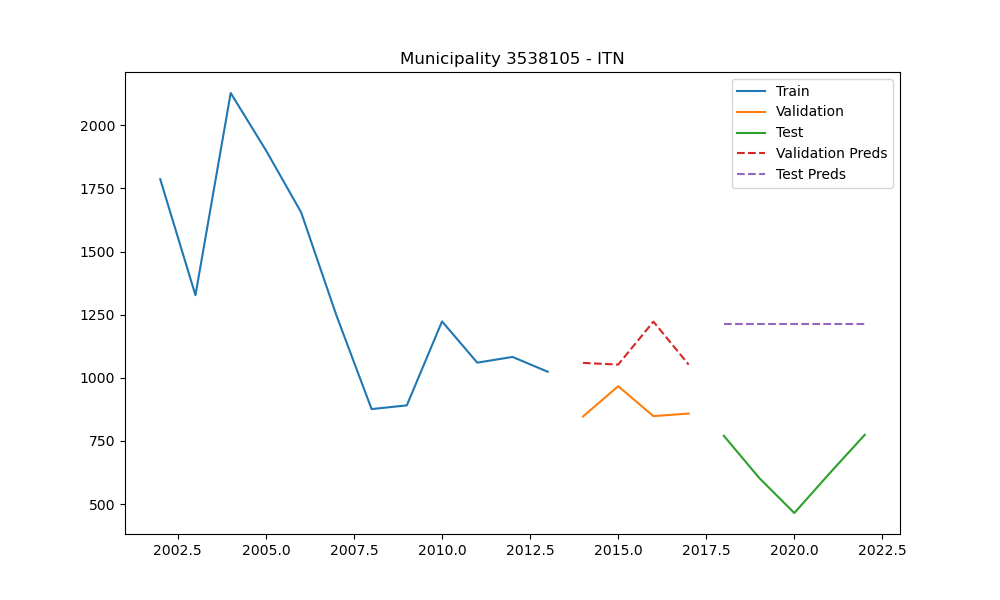 Municipality 3538105 - ITN
Train
Validation
Test
Validation Preds
Test Preds
2000
1750
1500
1250
1000
750
500
2002.5 2005.0 2007.5 2010.0 2012.5 2015.0 2017.5 2020.0 2022.5